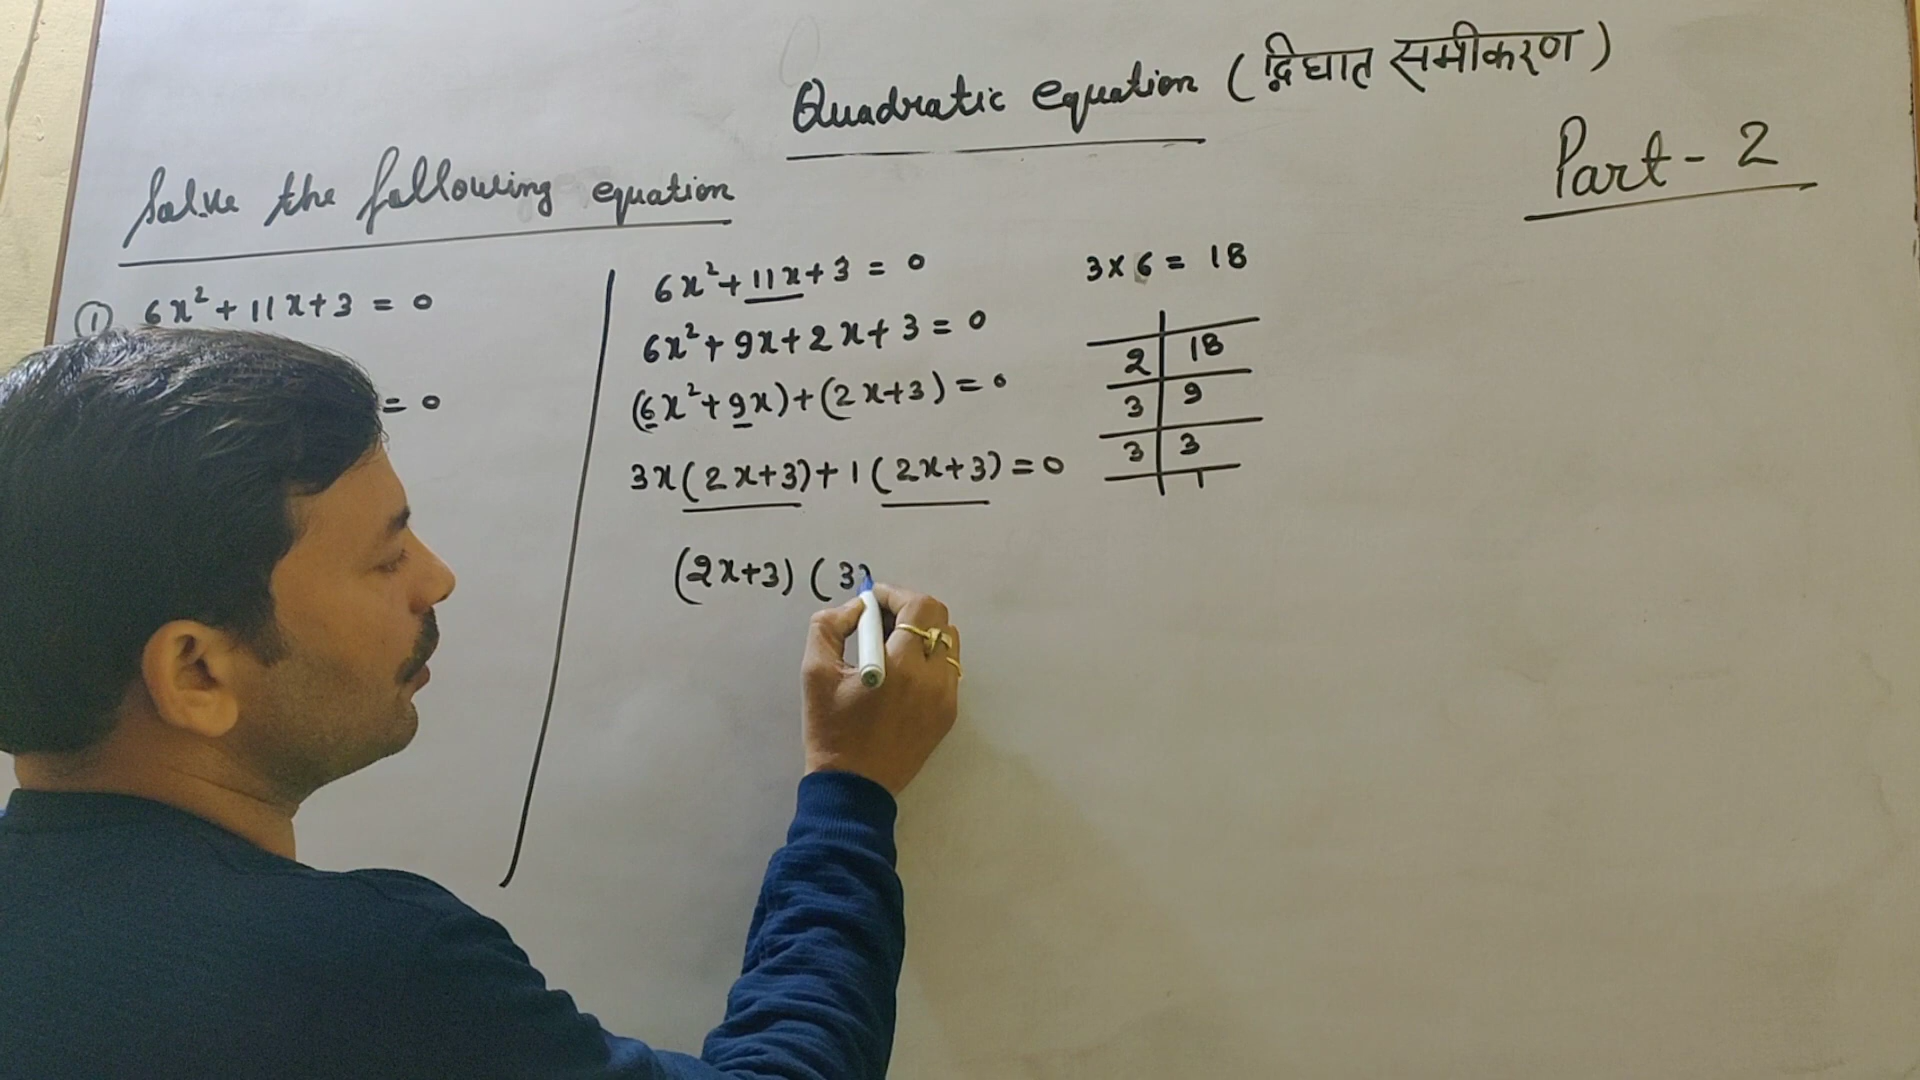 Quadratic equation (द्विघात समीकरण)
Part - 2
Solve the following equation
① 6x² + 11x + 3 = 0
= 0
6x² + 11x + 3 = 0
6x² + 9x + 2x + 3 = 0
(6x² + 9x) + (2x+3) = 0
3x(2x+3) + 1(2x+3) = 0
(2x+3) (3x
3 x 6 = 18
2 | 18
3 | 9
3 | 3
1